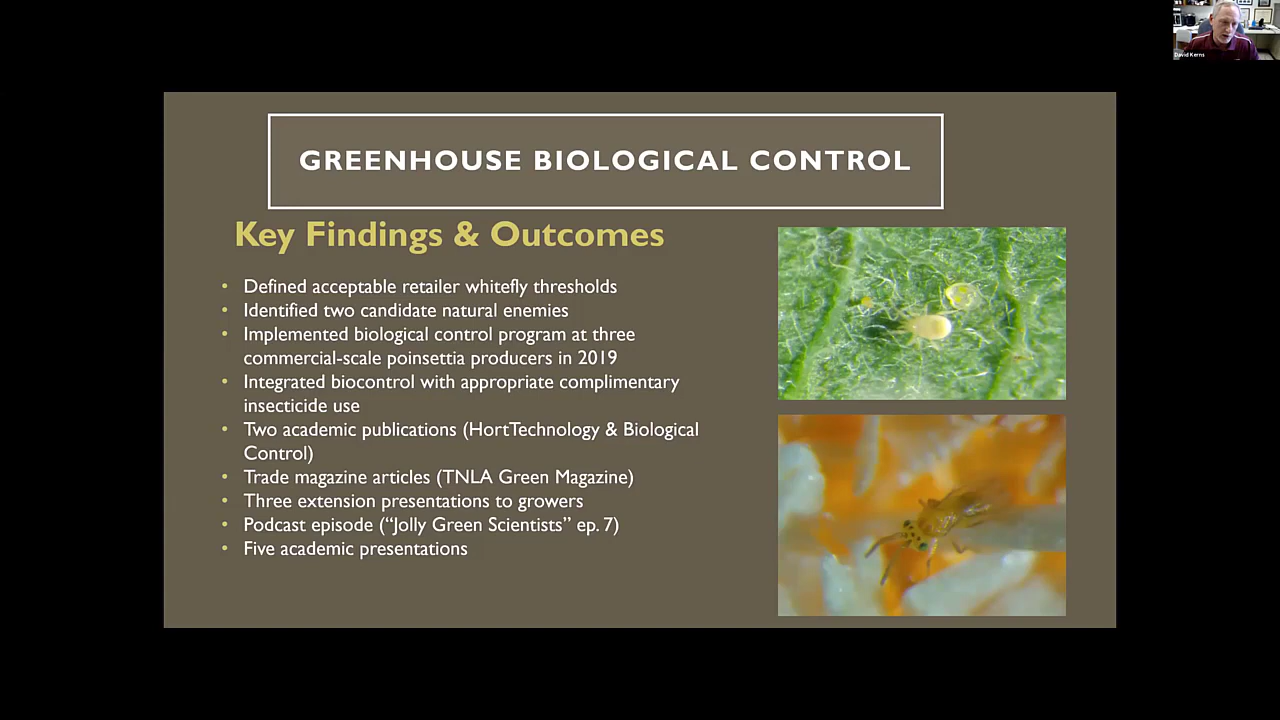 David Kerns
GREENHOUSE BIOLOGICAL CONTROL
Key Findings & Outcomes
• Defined acceptable retailer whitefly thresholds
• Identified two candidate natural enemies
• Implemented biological control program at three
commercial-scale poinsettia producers in 2019
• Integrated biocontrol with appropriate complimentary
insecticide use
• Two academic publications (HortTechnology & Biological
Control)
• Trade magazine articles (TNLA Green Magazine)
• Three extension presentations to growers
• Podcast episode (“Jolly Green Scientists” ep. 7)
• Five academic presentations